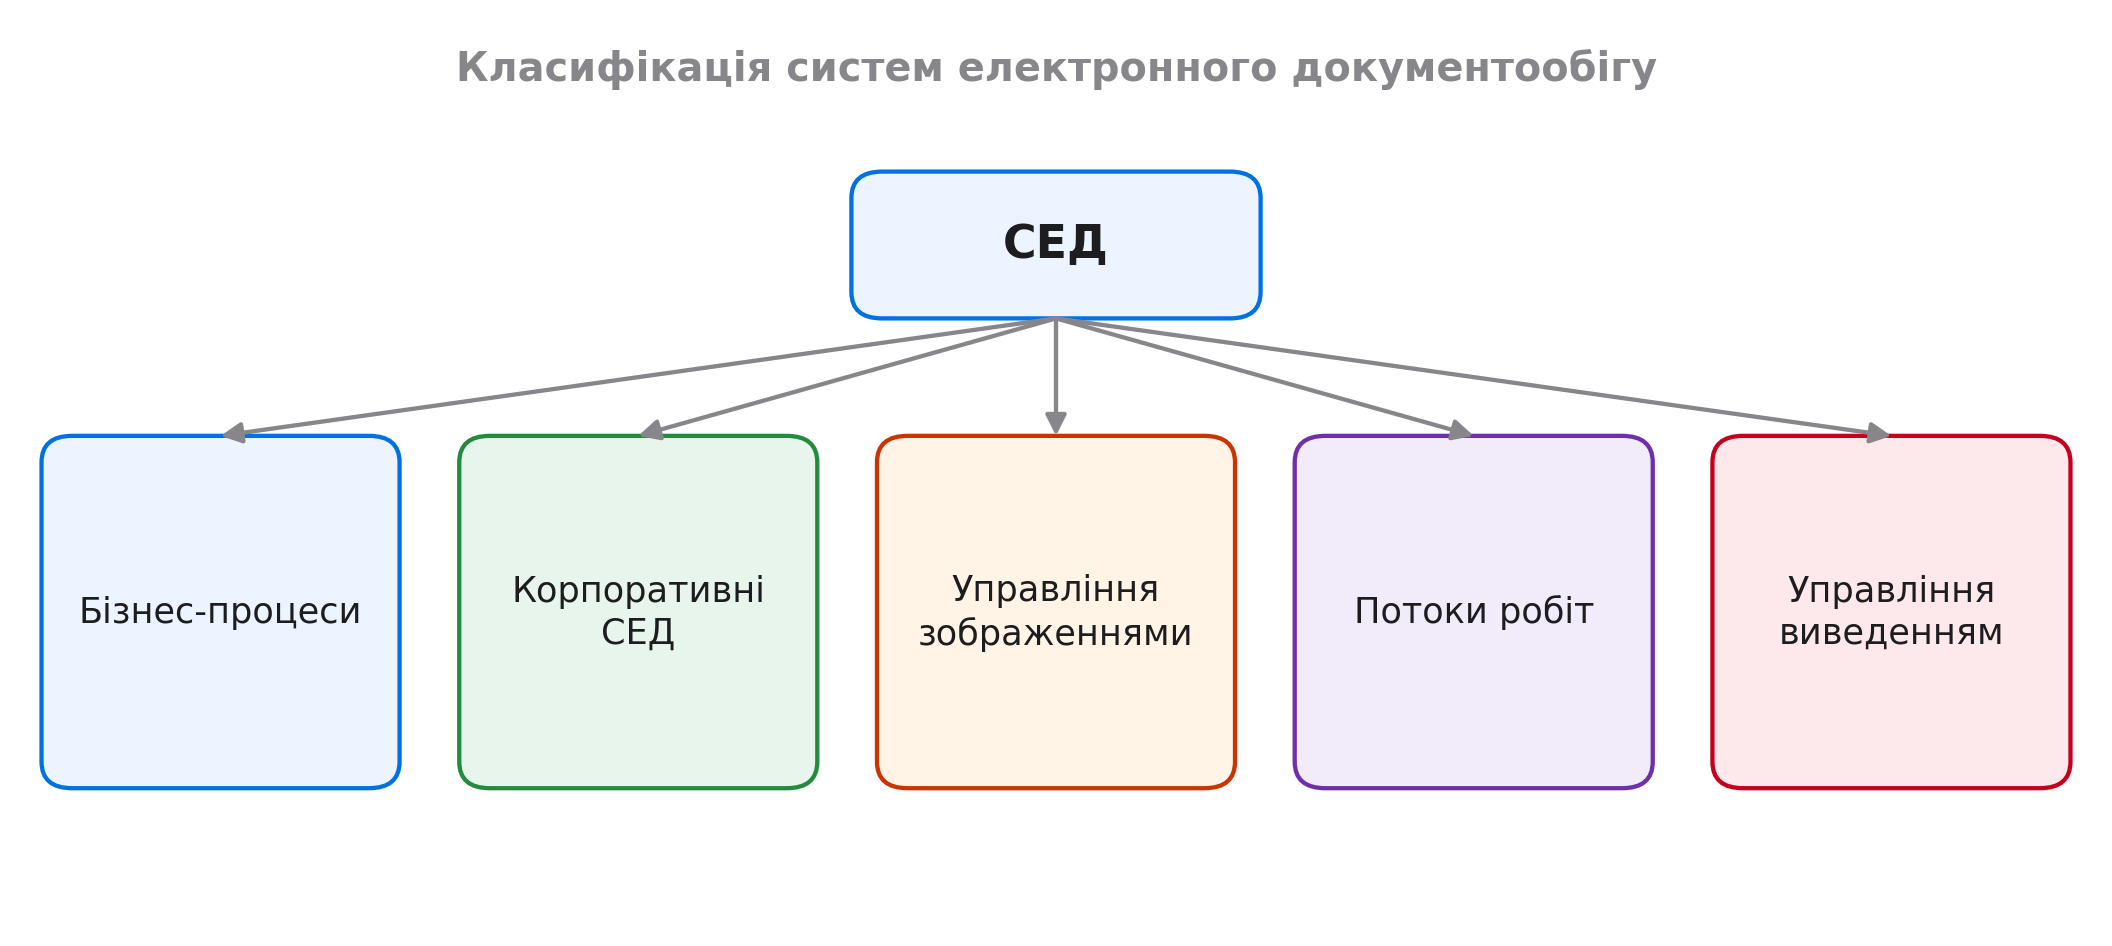 Класифікація систем електронного документообігу
СЕД
Бізнес-процеси
Корпоративні
СЕД
Управління
зображеннями
Потоки робіт
Управління
виведенням